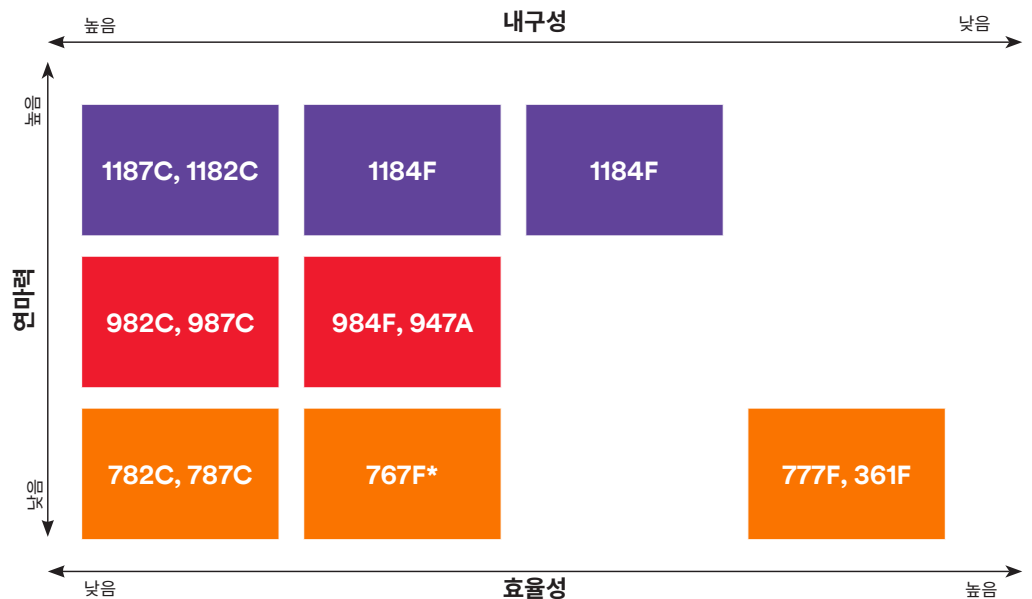 내구성
높음
낮음
높음
연마력
낮음
1187C, 1182C
1184F
1184F
982C, 987C
984F, 947A
782C, 787C
767F*
777F, 361F
낮음
효율성
높음